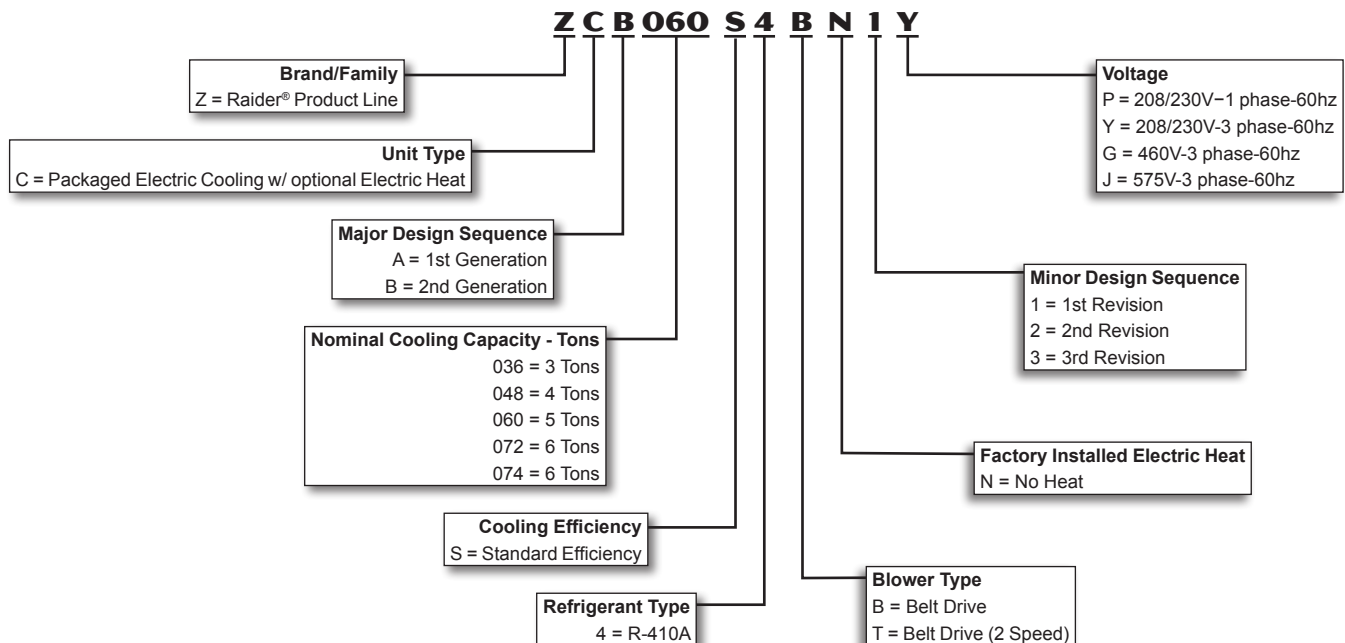 Z C B 060 S 4 B N 1 Y
Brand/Family
Z = Raider® Product Line
Unit Type
C = Packaged Electric Cooling w/ optional Electric Heat
Major Design Sequence
A = 1st Generation
B = 2nd Generation
Nominal Cooling Capacity - Tons
036 = 3 Tons
048 = 4 Tons
060 = 5 Tons
072 = 6 Tons
074 = 6 Tons
Cooling Efficiency
S = Standard Efficiency
Refrigerant Type
4 = R-410A
Voltage
P = 208/230V−1 phase-60hz
Y = 208/230V-3 phase-60hz
G = 460V-3 phase-60hz
J = 575V-3 phase-60hz
Minor Design Sequence
1 = 1st Revision
2 = 2nd Revision
3 = 3rd Revision
Factory Installed Electric Heat
N = No Heat
Blower Type
B = Belt Drive
T = Belt Drive (2 Speed)